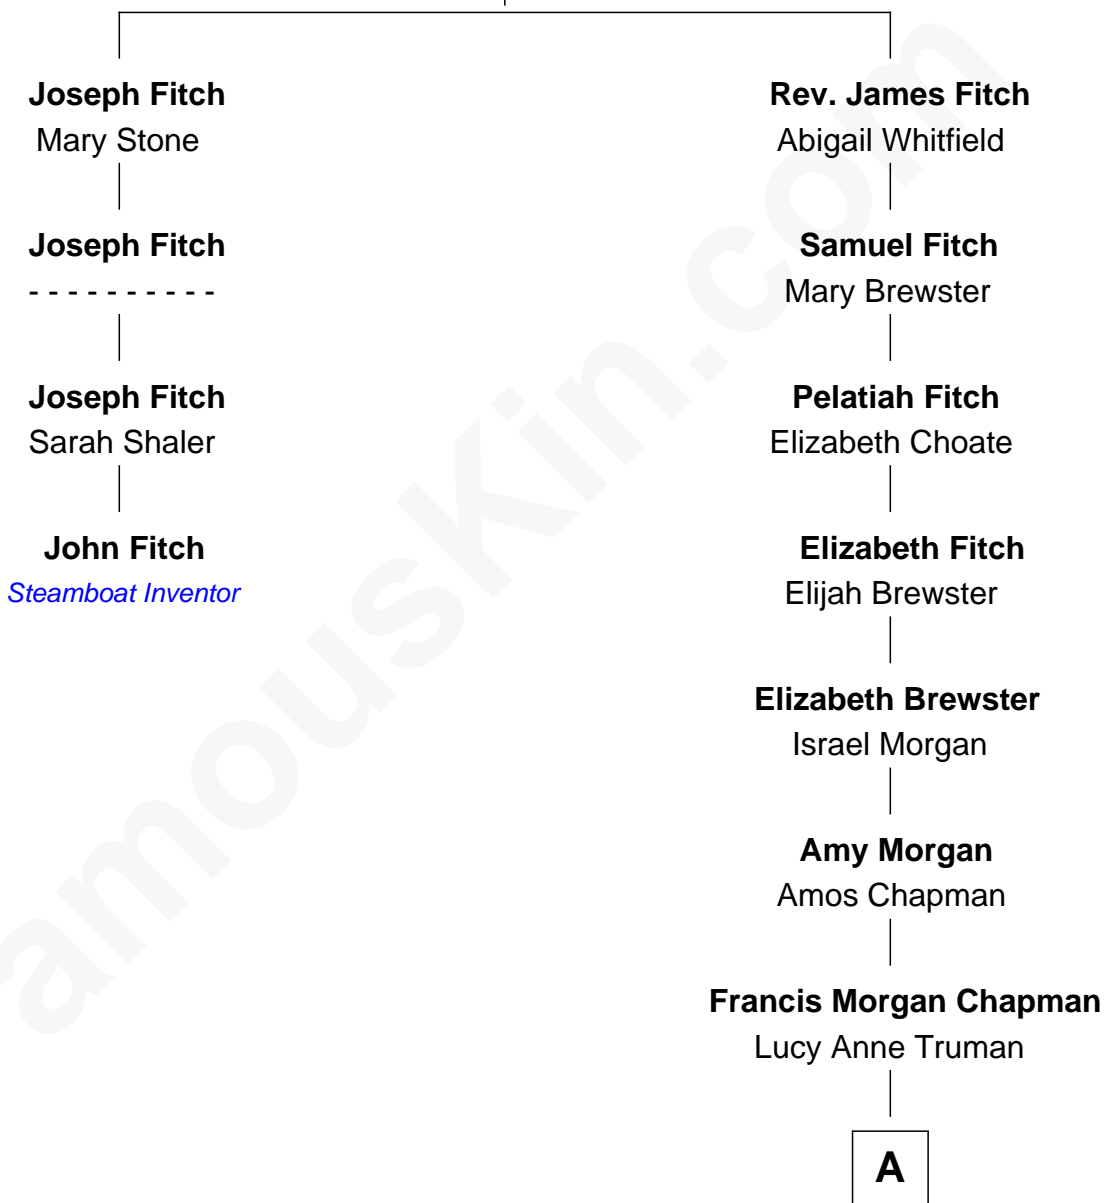 Joseph Fitch
Mary Stone
Joseph Fitch
- - - - - - - - - -
Joseph Fitch
Sarah Shaler
John Fitch
Steamboat Inventor
Rev. James Fitch
Abigail Whitfield
Samuel Fitch
Mary Brewster
Pelatiah Fitch
Elizabeth Choate
Elizabeth Fitch
Elijah Brewster
Elizabeth Brewster
Israel Morgan
Amy Morgan
Amos Chapman
Francis Morgan Chapman
Lucy Anne Truman
A
amouskin.com